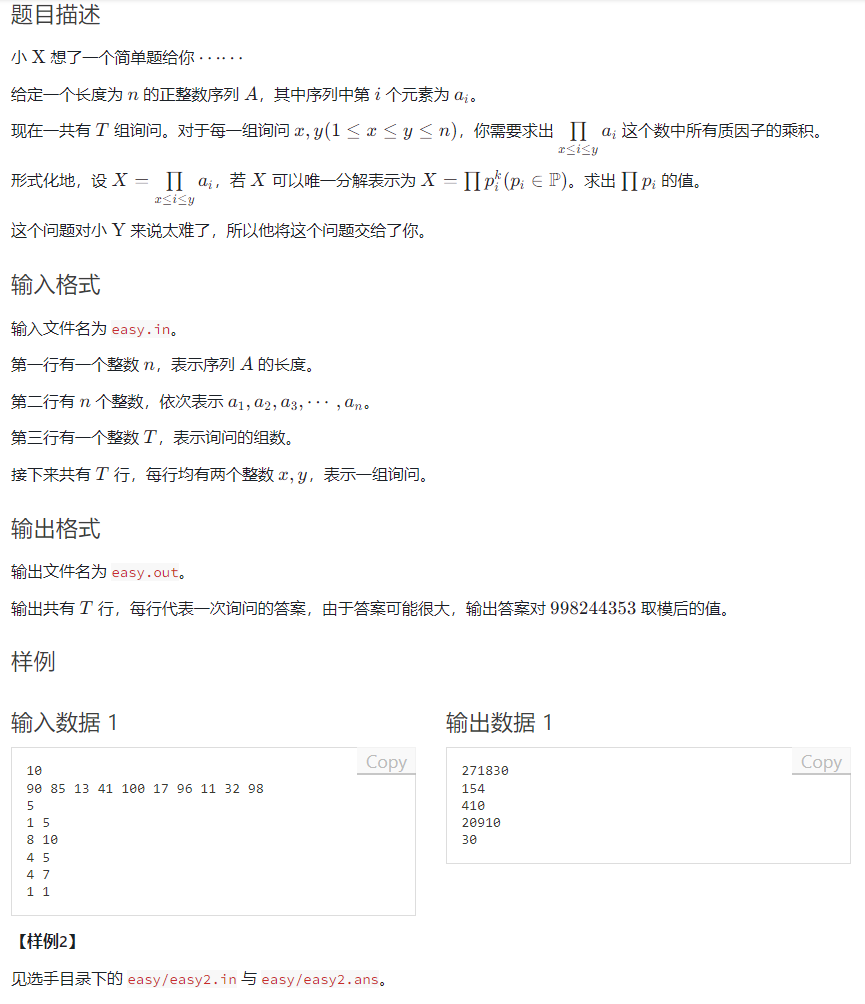 题目描述
小 X 想了一个简单题给你 ······
给定一个长度为 n 的正整数序列 A，其中序列中第 i 个元素为 a_i。
现在一共有 T 组询问。对于每一组询问 x, y(1 ≤ x ≤ y ≤ n)，你需要求出 ∏_{x≤i≤y} a_i 这个数中所有质因子的乘积。
形式化地，设 X = ∏_{x≤i≤y} a_i，若 X 可以唯一分解表示为 X = ∏ p_i^k (p_i ∈ ℙ)。求出 ∏ p_i 的值。
这个问题对小 Y 来说太难了，所以他将这个问题交给了你。
输入格式
输入文件名为 easy.in。
第一行有一个整数 n，表示序列 A 的长度。
第二行有 n 个整数，依次表示 a_1, a_2, a_3, ··· , a_n。
第三行有一个整数 T，表示询问的组数。
接下来共有 T 行，每行均有两个整数 x, y，表示一组询问。
输出格式
输出文件名为 easy.out。
输出共有 T 行，每行代表一次询问的答案，由于答案可能很大，输出答案对 998244353 取模后的值。
样例
输入数据 1
Copy
10
90 85 13 41 100 17 96 11 32 98
5
1 5
8 10
4 5
4 7
1 1
输出数据 1
Copy
271830
154
410
20910
30
【样例2】
见选手目录下的 easy/easy2.in 与 easy/easy2.ans。